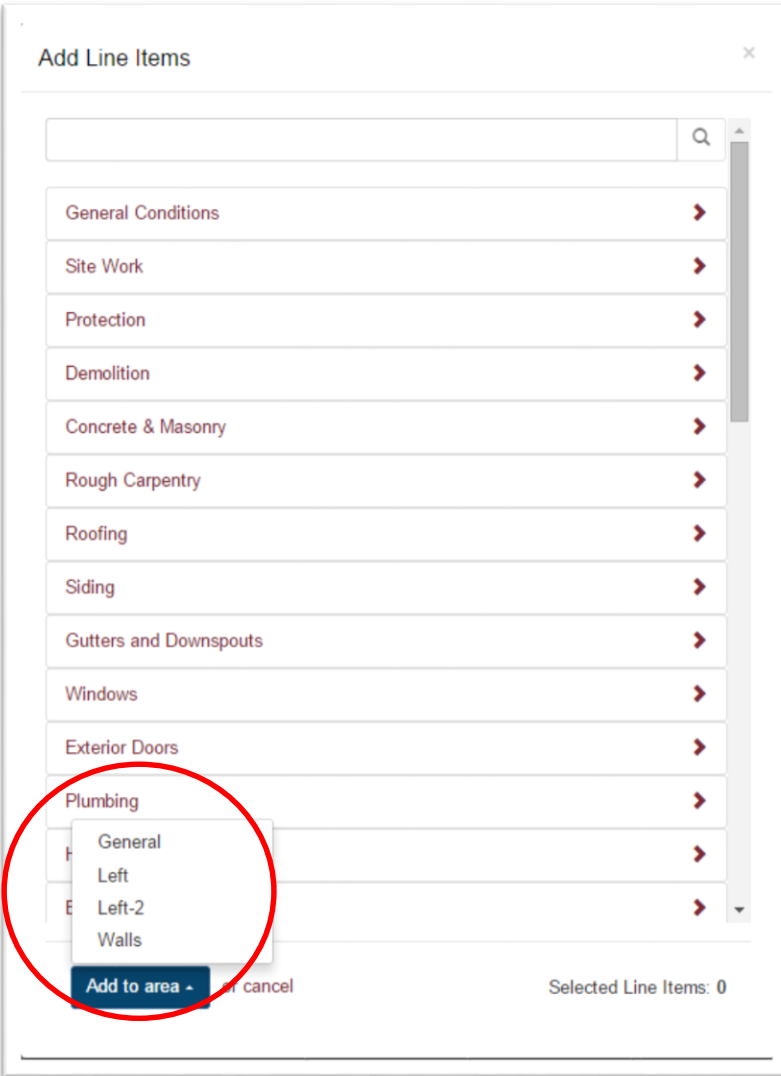 Add Line Items ×
General Conditions
Site Work
Protection
Demolition
Concrete & Masonry
Rough Carpentry
Roofing
Siding
Gutters and Downspouts
Windows
Exterior Doors
Plumbing
General
Left
Left-2
Walls
Add to area or cancel Selected Line Items: 0